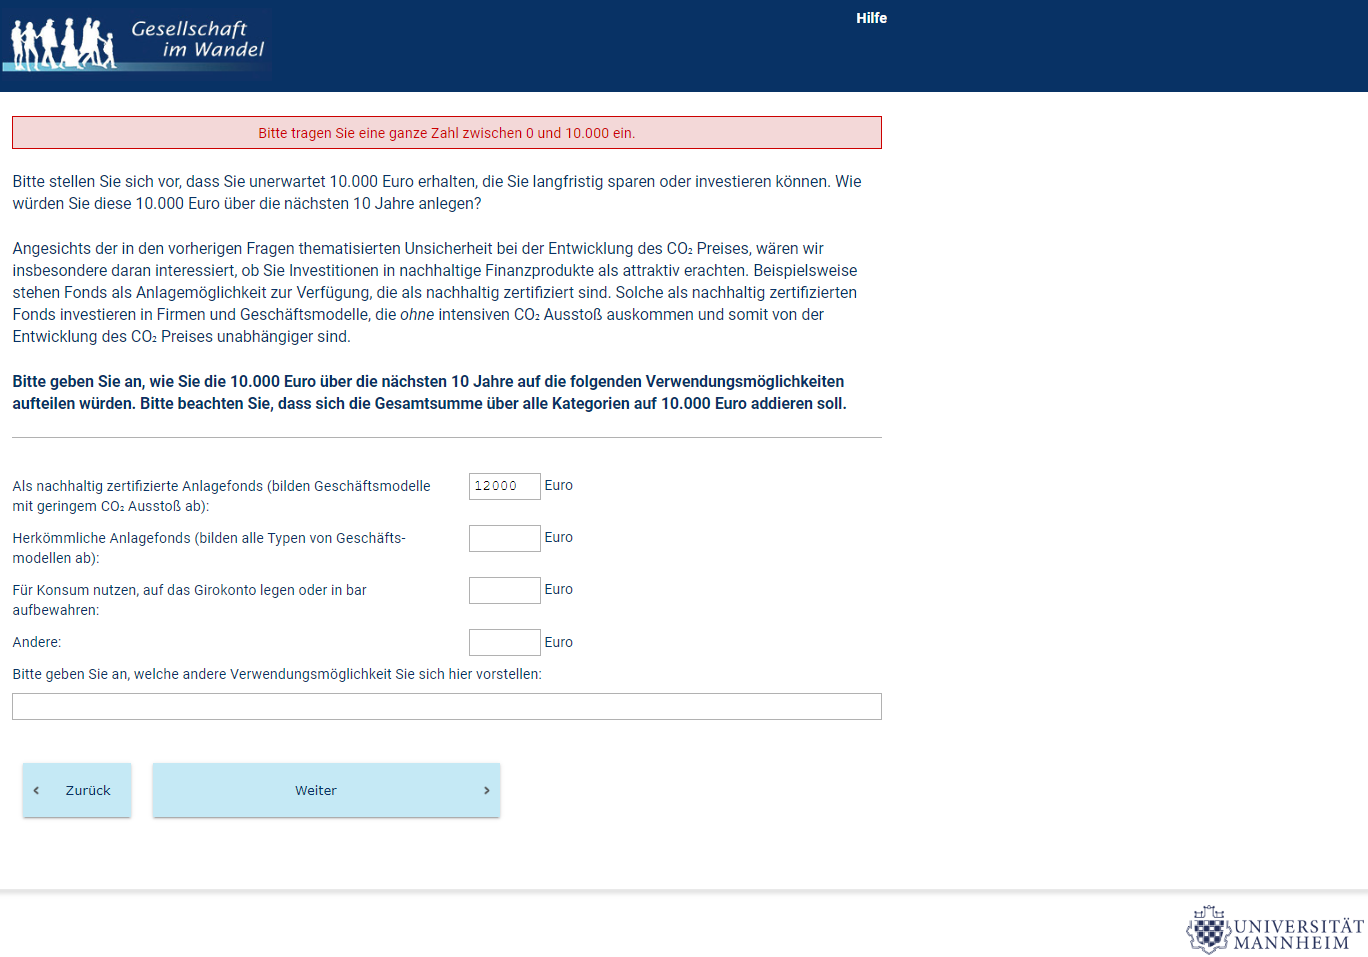 Gesellschaft
im Wandel
Hilfe
Bitte tragen Sie eine ganze Zahl zwischen 0 und 10.000 ein.
Bitte stellen Sie sich vor, dass Sie unerwartet 10.000 Euro erhalten, die Sie langfristig sparen oder investieren können. Wie
würden Sie diese 10.000 Euro über die nächsten 10 Jahre anlegen?
Angesichts der in den vorherigen Fragen thematisierten Unsicherheit bei der Entwicklung des CO₂ Preises, wären wir
insbesondere daran interessiert, ob Sie Investitionen in nachhaltige Finanzprodukte als attraktiv erachten. Beispielsweise
stehen Fonds als Anlagemöglichkeit zur Verfügung, die als nachhaltig zertifiziert sind. Solche als nachhaltig zertifizierten
Fonds investieren in Firmen und Geschäftsmodelle, die ohne intensiven CO₂ Ausstoß auskommen und somit von der
Entwicklung des CO₂ Preises unabhängiger sind.
Bitte geben Sie an, wie Sie die 10.000 Euro über die nächsten 10 Jahre auf die folgenden Verwendungsmöglichkeiten
aufteilen würden. Bitte beachten Sie, dass sich die Gesamtsumme über alle Kategorien auf 10.000 Euro addieren soll.
Als nachhaltig zertifizierte Anlagefonds (bilden Geschäftsmodelle
mit geringem CO₂ Ausstoß ab):
12000 Euro
Herkömmliche Anlagefonds (bilden alle Typen von Geschäfts-
modellen ab):
Euro
Für Konsum nutzen, auf das Girokonto legen oder in bar
aufbewahren:
Euro
Andere:
Euro
Bitte geben Sie an, welche andere Verwendungsmöglichkeit Sie sich hier vorstellen:
Zurück
Weiter
UNIVERSITÄT
MANNHEIM